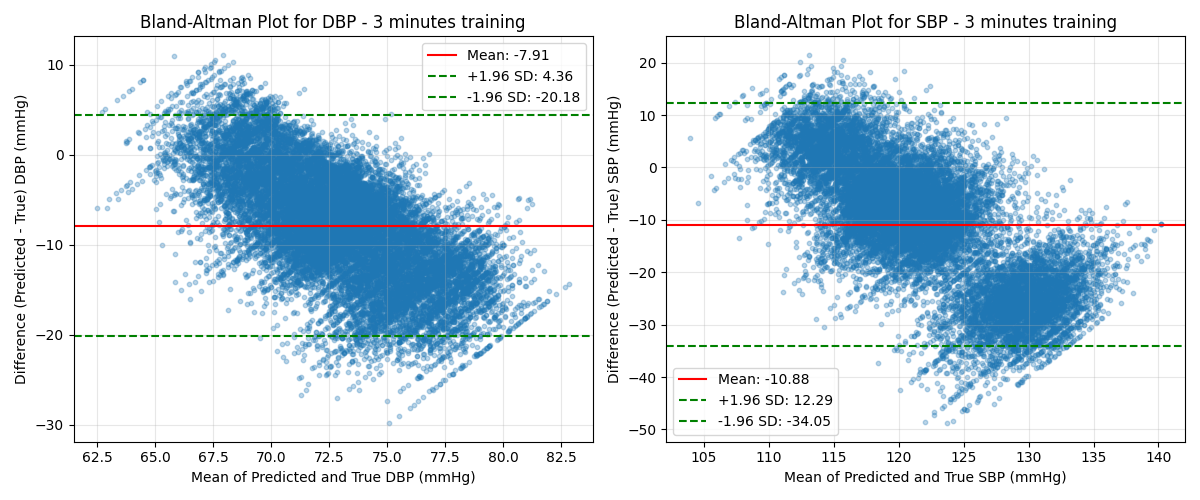 Bland-Altman Plot for DBP - 3 minutes training
Difference (Predicted - True) DBP (mmHg)
10
0
−10
−20
−30
Mean: -7.91
+1.96 SD: 4.36
-1.96 SD: -20.18
62.5 65.0 67.5 70.0 72.5 75.0 77.5 80.0 82.5
Mean of Predicted and True DBP (mmHg)
Bland-Altman Plot for SBP - 3 minutes training
Difference (Predicted - True) SBP (mmHg)
20
10
0
−10
−20
−30
−40
−50
Mean: -10.88
+1.96 SD: 12.29
-1.96 SD: -34.05
105 110 115 120 125 130 135 140
Mean of Predicted and True SBP (mmHg)